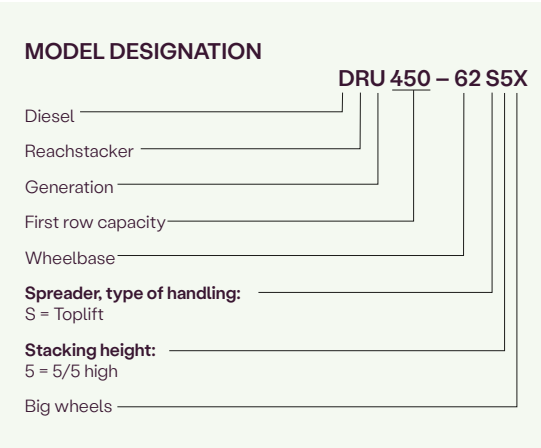 MODEL DESIGNATION
DRU 450 – 62 S5X
Diesel
Reachstacker
Generation
First row capacity
Wheelbase
Spreader, type of handling:
S = Toplift
Stacking height:
5 = 5/5 high
Big wheels